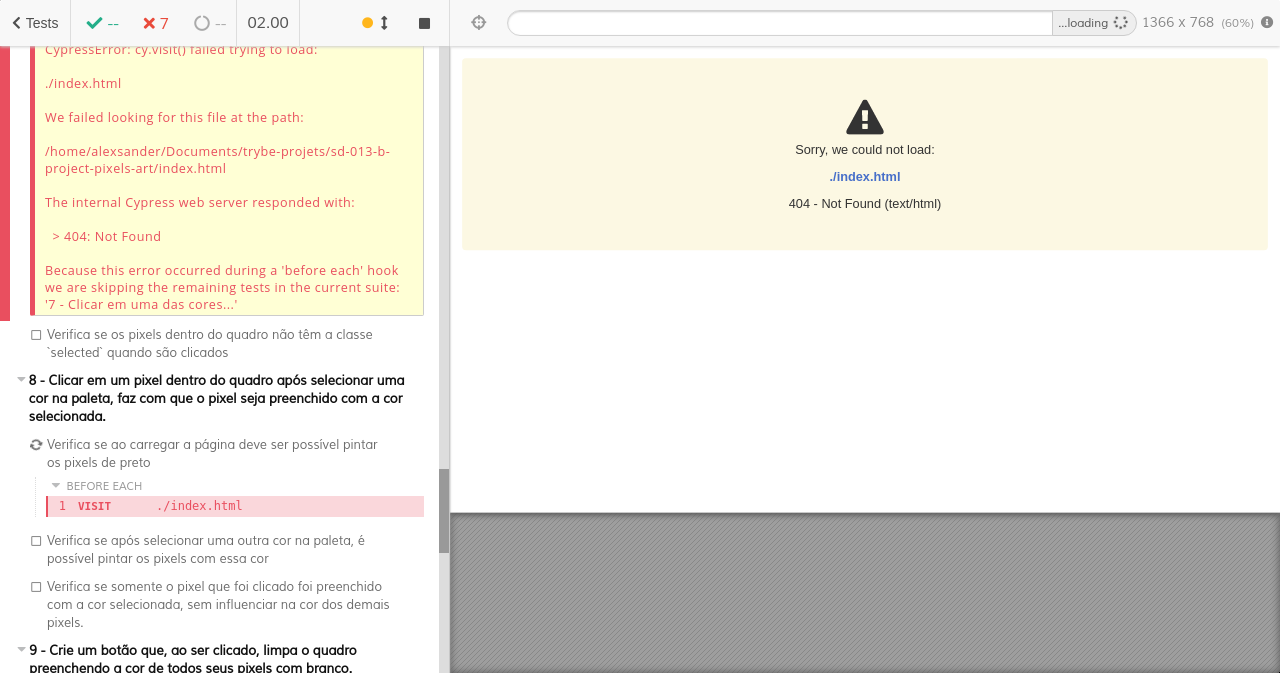 Tests
--
7
--
02.00
...loading
1366 x 768 (60%)
CypressError: cy.visit() failed trying to load:
./index.html
We failed looking for this file at the path:
/home/alexsander/Documents/trybe-projets/sd-013-b-
project-pixels-art/index.html
The internal Cypress web server responded with:
> 404: Not Found
Because this error occurred during a 'before each' hook
we are skipping the remaining tests in the current suite:
'7 - Clicar em uma das cores...'
Verifica se os pixels dentro do quadro não têm a classe
`selected` quando são clicados
8 - Clicar em um pixel dentro do quadro após selecionar uma
cor na paleta, faz com que o pixel seja preenchido com a cor
selecionada.
Verifica se ao carregar a página deve ser possível pintar
os pixels de preto
BEFORE EACH
1 VISIT ./index.html
Verifica se após selecionar uma outra cor na paleta, é
possível pintar os pixels com essa cor
Verifica se somente o pixel que foi clicado foi preenchido
com a cor selecionada, sem influenciar na cor dos demais
pixels.
9 - Crie um botão que, ao ser clicado, limpa o quadro
preenchendo a cor de todos seus pixels com branco.
Sorry, we could not load:
./index.html
404 - Not Found (text/html)